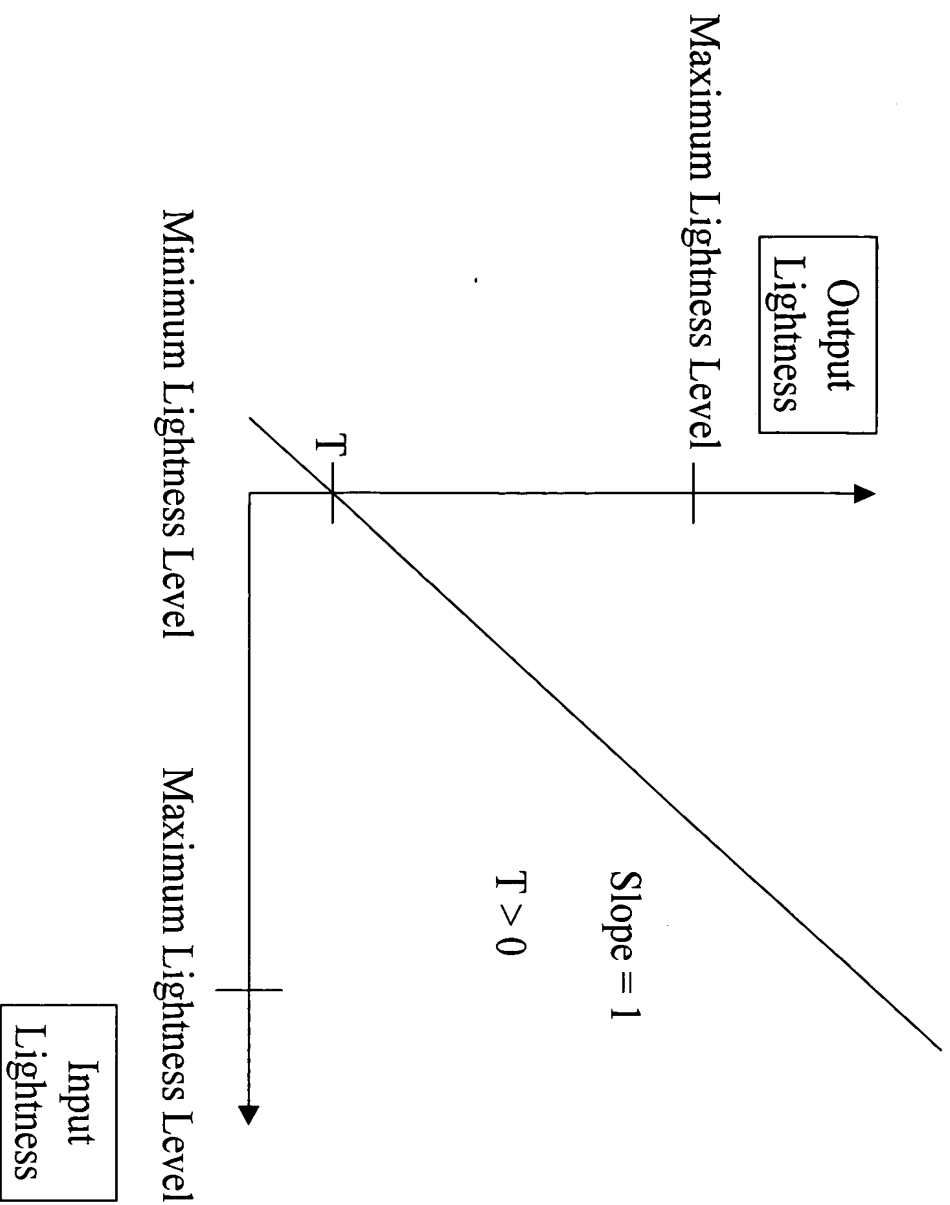 Output
Lightness
Maximum Lightness Level
Slope = 1
T > 0
T
Minimum Lightness Level
Maximum Lightness Level
Input
Lightness